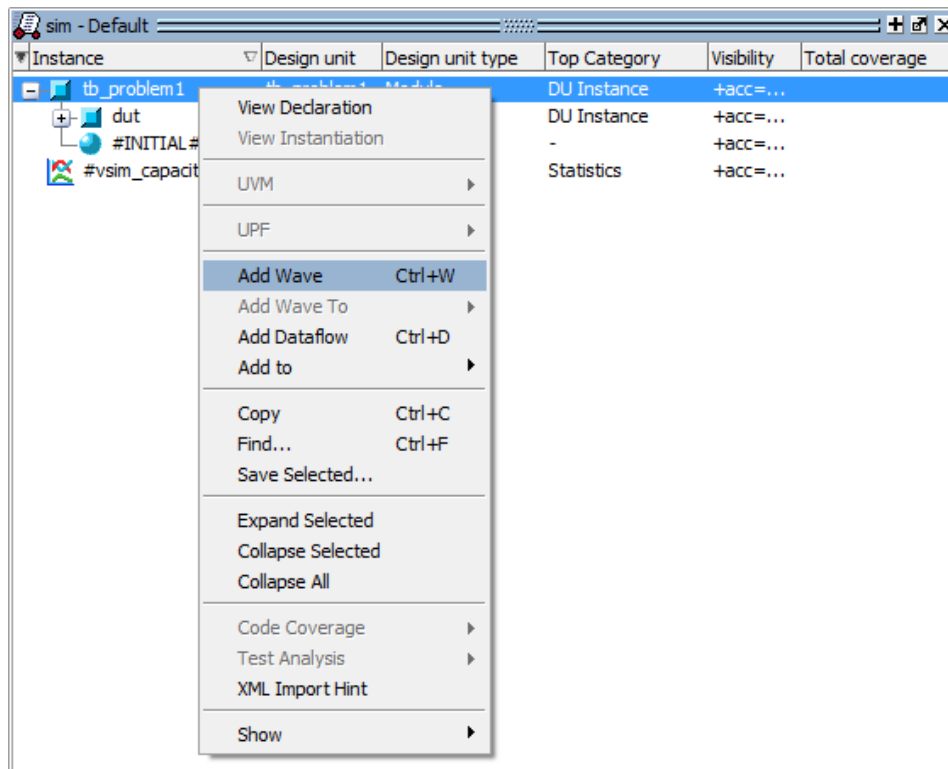 sim - Default
Instance Design unit Design unit type Top Category Visibility Total coverage
tb_problem1 DU Instance +acc=...
dut DU Instance +acc=...
#INITIAL# - +acc=...
#vsim_capacit Statistics +acc=...
View Declaration
View Instantiation
UVM
UPF
Add Wave Ctrl+W
Add Wave To
Add Dataflow Ctrl+D
Add to
Copy Ctrl+C
Find... Ctrl+F
Save Selected...
Expand Selected
Collapse Selected
Collapse All
Code Coverage
Test Analysis
XML Import Hint
Show